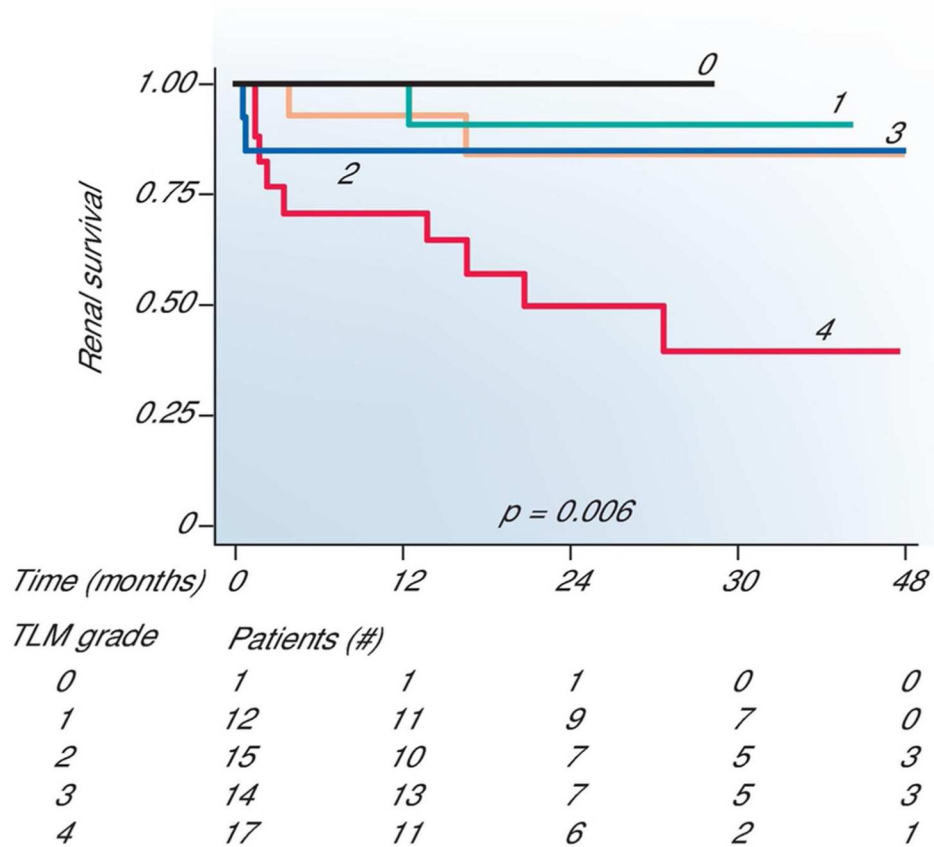 1.00
0
1
3
2
0.75
Renal survival
0.50
4
0.25
p = 0.006
0
Time (months) 0 12 24 30 48
TLM grade Patients (#)
0 1 1 1 0 0
1 12 11 9 7 0
2 15 10 7 5 3
3 14 13 7 5 3
4 17 11 6 2 1